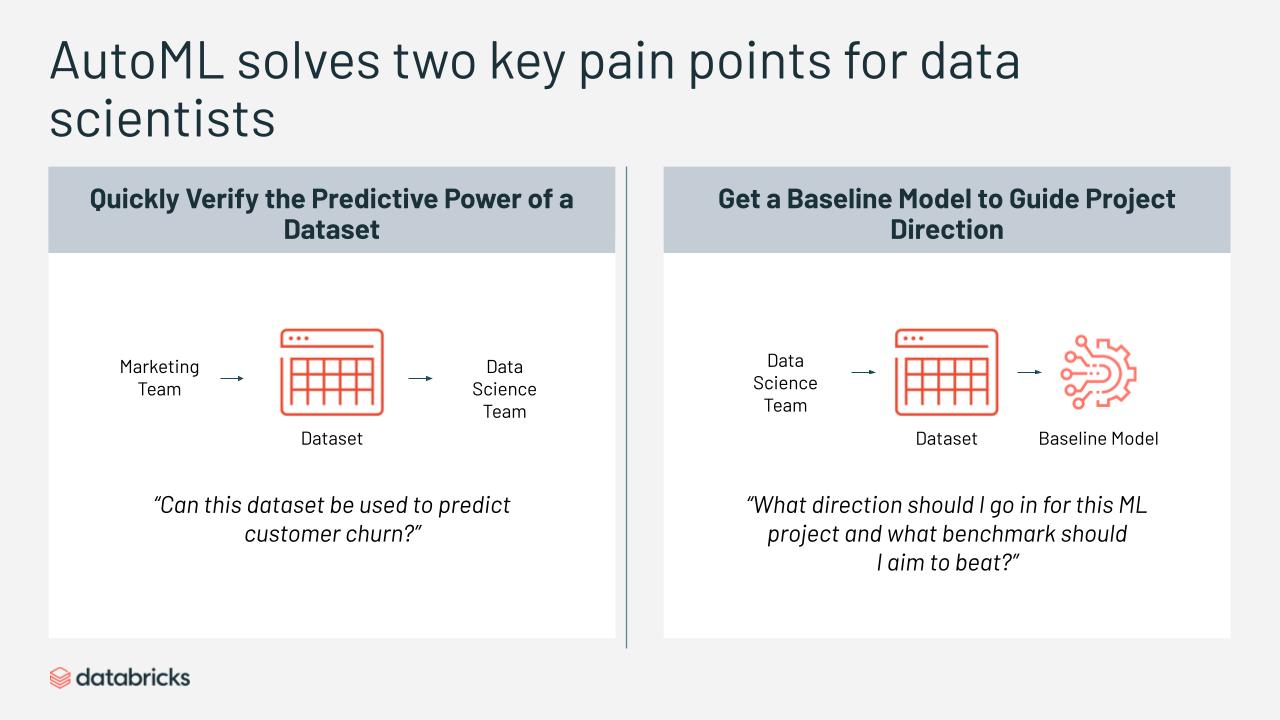 AutoML solves two key pain points for data
scientists
Quickly Verify the Predictive Power of a
Dataset
Marketing
Team
Dataset
Data
Science
Team
“Can this dataset be used to predict
customer churn?”
Get a Baseline Model to Guide Project
Direction
Data
Science
Team
Dataset
Baseline Model
“What direction should I go in for this ML
project and what benchmark should
I aim to beat?”
databricks